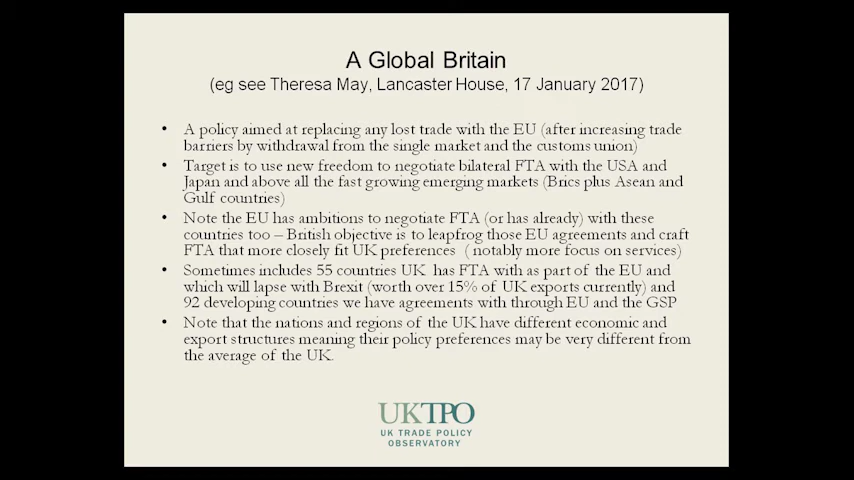 A Global Britain
(eg see Theresa May, Lancaster House, 17 January 2017)
• A policy aimed at replacing any lost trade with the EU (after increasing trade
barriers by withdrawal from the single market and the customs union)
• Target is to use new freedom to negotiate bilateral FTA with the USA and
Japan and above all the fast growing emerging markets (Brics plus Asean and
Gulf countries)
• Note the EU has ambitions to negotiate FTA (or has already) with these
countries too – British objective is to leapfrog those EU agreements and craft
FTA that more closely fit UK preferences ( notably more focus on services)
• Sometimes includes 55 countries UK has FTA with as part of the EU and
which will lapse with Brexit (worth over 15% of UK exports currently) and
92 developing countries we have agreements with through EU and the GSP
• Note that the nations and regions of the UK have different economic and
export structures meaning their policy preferences may be very different from
the average of the UK.
UKTPO
UK TRADE POLICY
OBSERVATORY